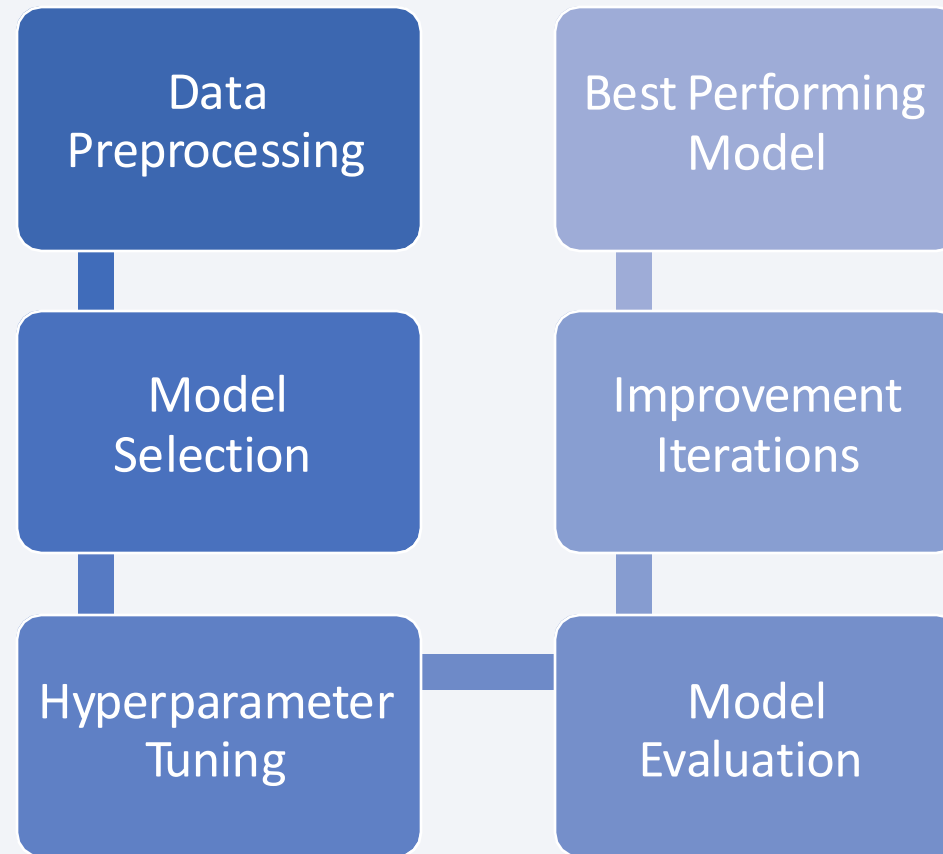 Data
Preprocessing
Model
Selection
Hyperparameter
Tuning
Model
Evaluation
Improvement
Iterations
Best Performing
Model